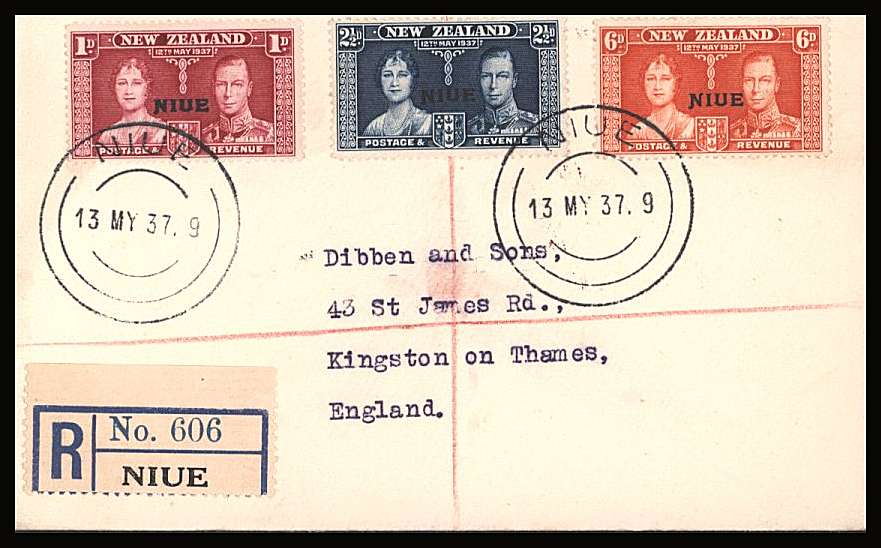 1D NEW ZEALAND 1D
12TH MAY 1937
NIUE
POSTAGE & REVENUE
2½D NEW ZEALAND 2½D
12TH MAY 1937
NIUE
POSTAGE & REVENUE
6D NEW ZEALAND 6D
12TH MAY 1937
NIUE
POSTAGE & REVENUE
NIUE
13 MY 37. 9
NIUE
13 MY 37. 9
Dibben and Sons,
43 St James Rd.,
Kingston on Thames,
England.
R No. 606
NIUE